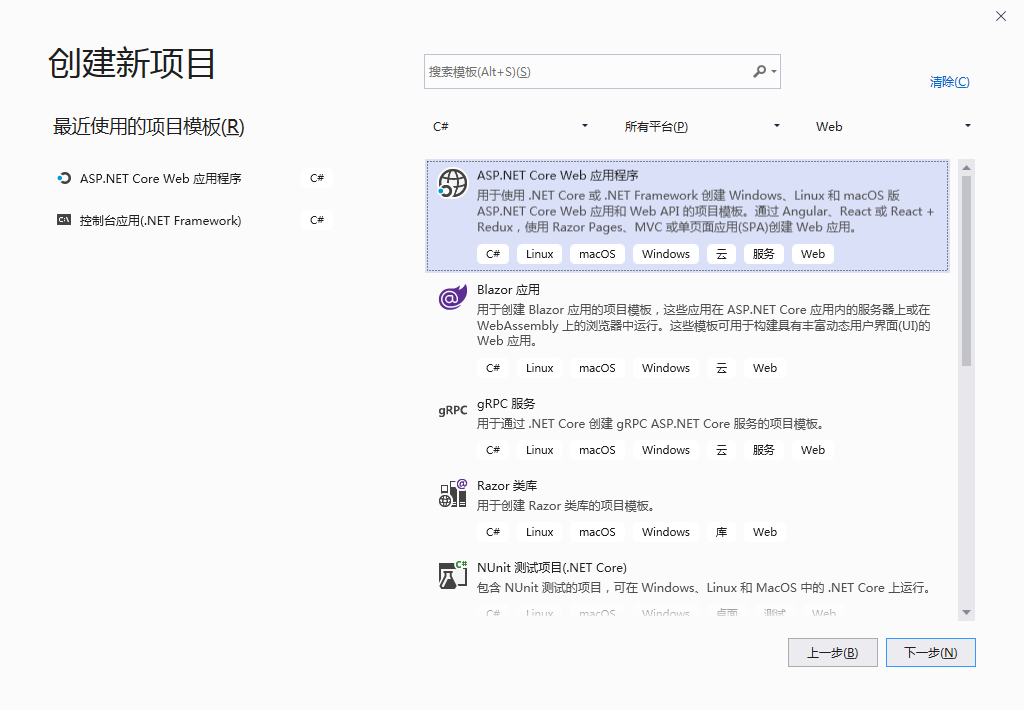 创建新项目
最近使用的项目模板(R)
ASP.NET Core Web 应用程序 C#
控制台应用(.NET Framework) C#
搜索模板(Alt+S)(S)
清除(C)
C# 所有平台(P) Web
ASP.NET Core Web 应用程序
用于使用 .NET Core 或 .NET Framework 创建 Windows、Linux 和 macOS 版
ASP.NET Core Web 应用和 Web API 的项目模板。通过 Angular、React 或 React +
Redux，使用 Razor Pages、MVC 或单页面应用(SPA)创建 Web 应用。
C# Linux macOS Windows 云 服务 Web
@
Blazor 应用
用于创建 Blazor 应用的项目模板，这些应用在 ASP.NET Core 应用内的服务器上或在
WebAssembly 上的浏览器中运行。这些模板可用于构建具有丰富动态用户界面(UI)的
Web 应用。
C# Linux macOS Windows 云 Web
gRPC gRPC 服务
用于通过 .NET Core 创建 gRPC ASP.NET Core 服务的项目模板。
C# Linux macOS Windows 云 服务 Web
@
Razor 类库
用于创建 Razor 类库的项目模板。
C# Linux macOS Windows 库 Web
C# NUnit 测试项目(.NET Core)
包含 NUnit 测试的项目，可在 Windows、Linux 和 MacOS 中的 .NET Core 上运行。
C# Linux macOS Windows 桌面 测试 Web
上一步(B) 下一步(N)